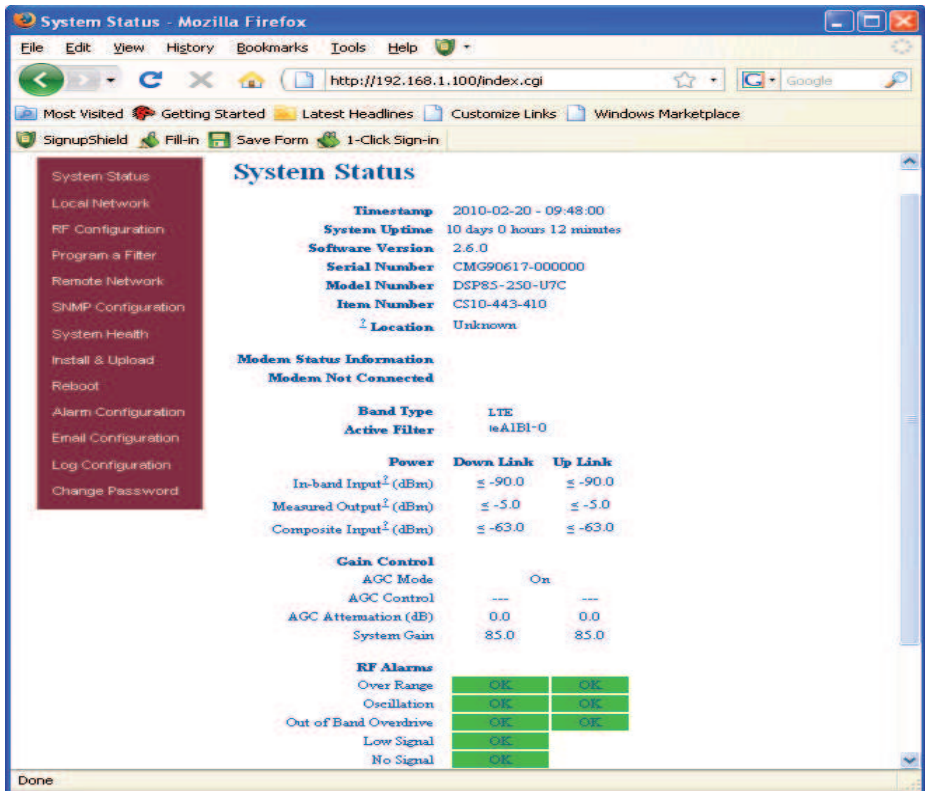 System Status - Mozilla Firefox
File Edit View History Bookmarks Tools Help
http://192.168.1.100/index.cgi
G Google
Most Visited Getting Started Latest Headlines Customize Links Windows Marketplace
SignupShield Fill-in Save Form 1-Click Sign-in
System Status
Local Network
RF Configuration
Program a Filter
Remote Network
SNMP Configuration
System Health
Install & Upload
Reboot
Alarm Configuration
Email Configuration
Log Configuration
Change Password
System Status
Timestamp 2010-02-20 - 09:48:00
System Uptime 10 days 0 hours 12 minutes
Software Version 2.6.0
Serial Number CMG90617-000000
Model Number DSP85-250-U7C
Item Number CS10-443-410
? Location Unknown
Modem Status Information
Modem Not Connected
Band Type LTE
Active Filter
Power Down Link Up Link
In-band Input? (dBm) ≤ -90.0 ≤ -90.0
Measured Output? (dBm) ≤ -5.0 ≤ -5.0
Composite Input? (dBm) ≤ -63.0 ≤ -63.0
Gain Control
AGC Mode On
AGC Control --- ---
AGC Attenuation (dB) 0.0 0.0
System Gain 85.0 85.0
RF Alarms
Over Range OK OK
Oscillation OK OK
Out of Band Overdrive OK OK
Low Signal OK
No Signal OK
Done